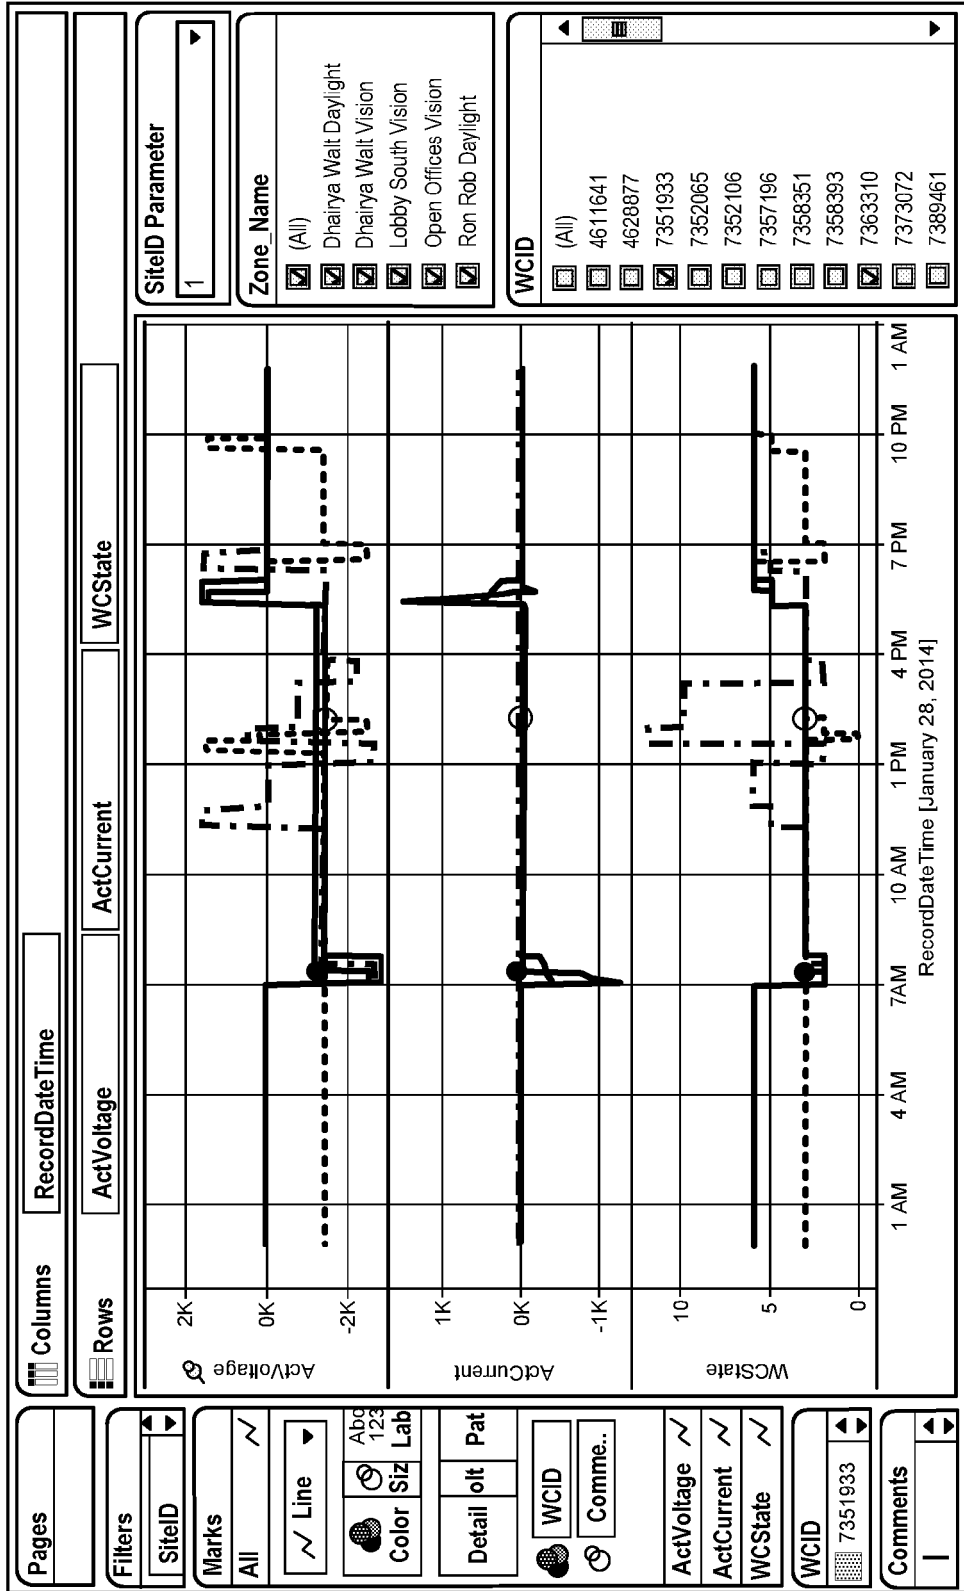 Pages
Columns
RecordDateTime
Filters
SiteID
Rows
ActVoltage
ActCurrent
WCState
Marks
All
Line
Color
Siz
Abc
123
Lab
Detail
olt
Pat
WCID
Comme..
ActVoltage
ActCurrent
WCState
WCID
7351933
Comments
ActVoltage
2K
0K
-2K
ActCurrent
1K
0K
-1K
WCState
10
5
0
1 AM
4 AM
7AM
10 AM
1 PM
4 PM
7 PM
10 PM
1 AM
RecordDateTime [January 28, 2014]
SiteID Parameter
1
Zone_Name
(All)
Dhairya Walt Daylight
Dhairya Walt Vision
Lobby South Vision
Open Offices Vision
Ron Rob Daylight
WCID
(All)
4611641
4628877
7351933
7352065
7352106
7357196
7358351
7358393
7363310
7373072
7389461